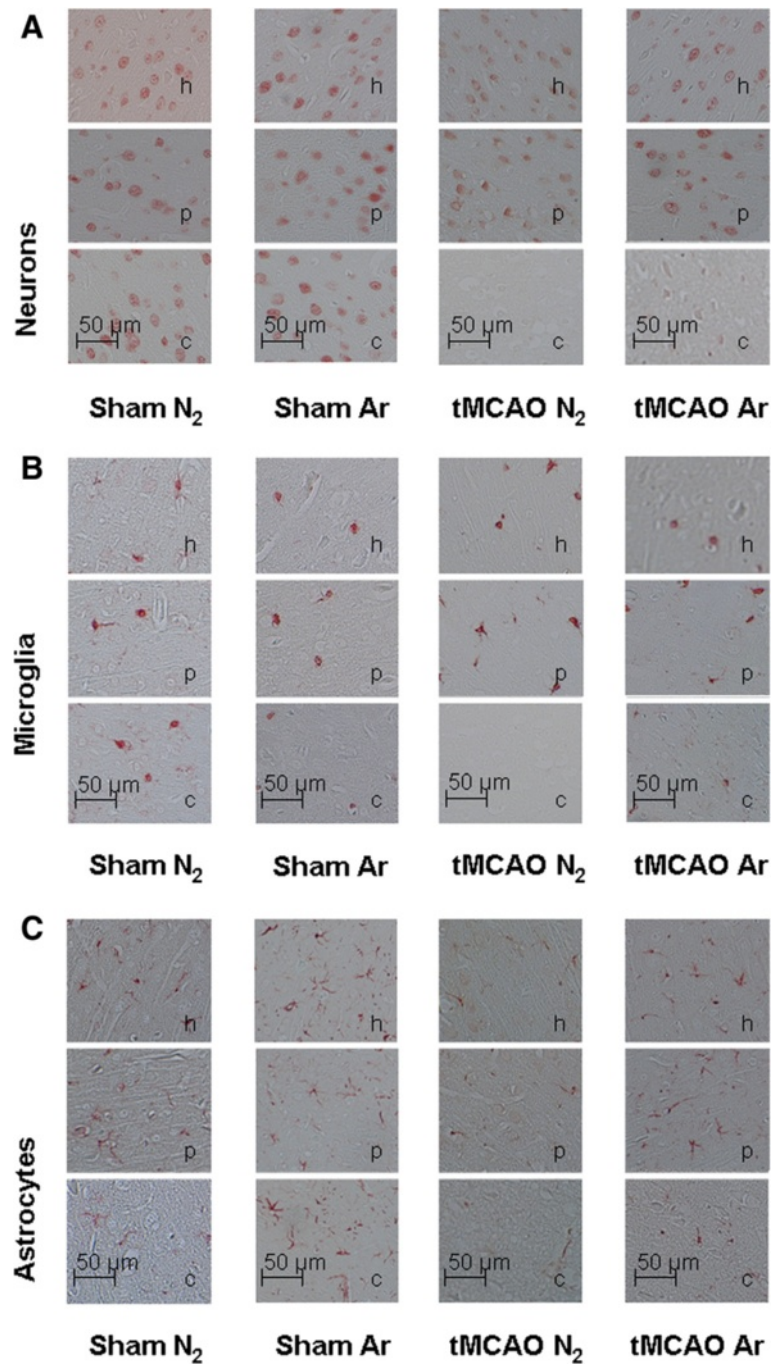 A
h h h h
Neurons
p p p p
50 µm c 50 µm c 50 µm c 50 µm c
Sham N₂ Sham Ar tMCAO N₂ tMCAO Ar
B
h h h h
Microglia
p p p p
50 µm c 50 µm c 50 µm c 50 µm c
Sham N₂ Sham Ar tMCAO N₂ tMCAO Ar
C
h h h h
Astrocytes
p p p p
50 µm c 50 µm c 50 µm c 50 µm c
Sham N₂ Sham Ar tMCAO N₂ tMCAO Ar